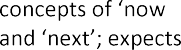 concepts of ‘now
and ‘next’; expects